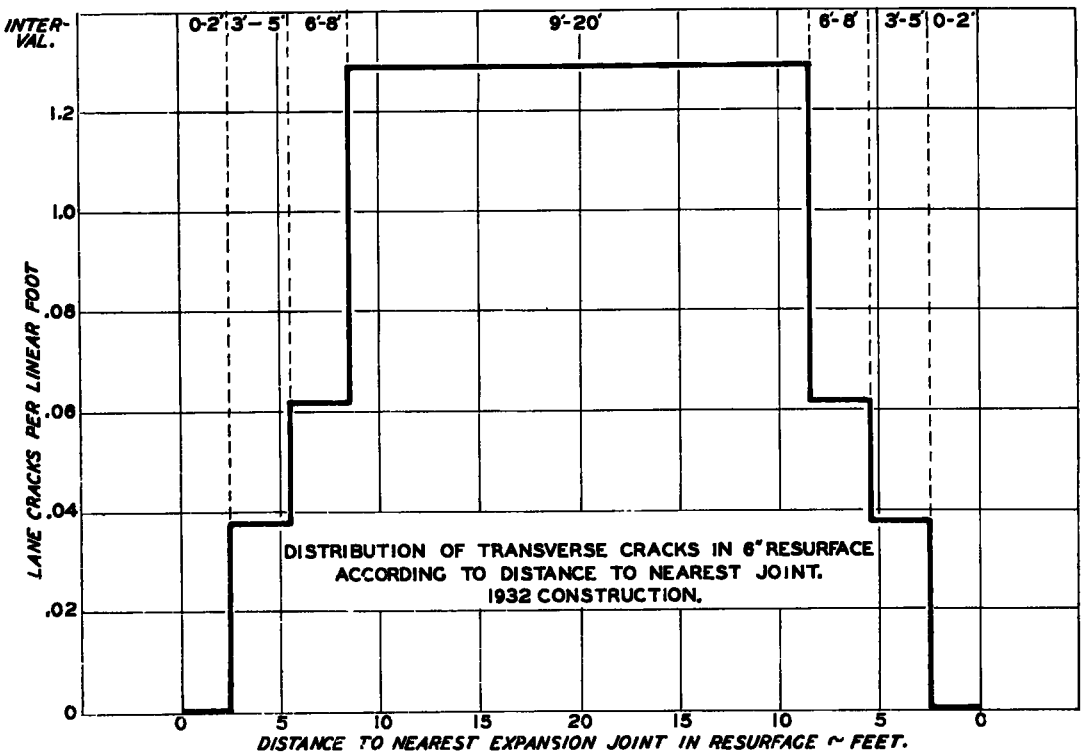 INTER-VAL. 0-2' 3'-5' 6'-8' 9'-20' 6'-8' 3'-5' 0-2'
1.2
1.0
.08
.06
.04
.02
0
LANE CRACKS PER LINEAR FOOT
DISTRIBUTION OF TRANSVERSE CRACKS IN 6" RESURFACE
ACCORDING TO DISTANCE TO NEAREST JOINT.
1932 CONSTRUCTION.
0 5 10 15 20 15 10 5 0
DISTANCE TO NEAREST EXPANSION JOINT IN RESURFACE ~ FEET.